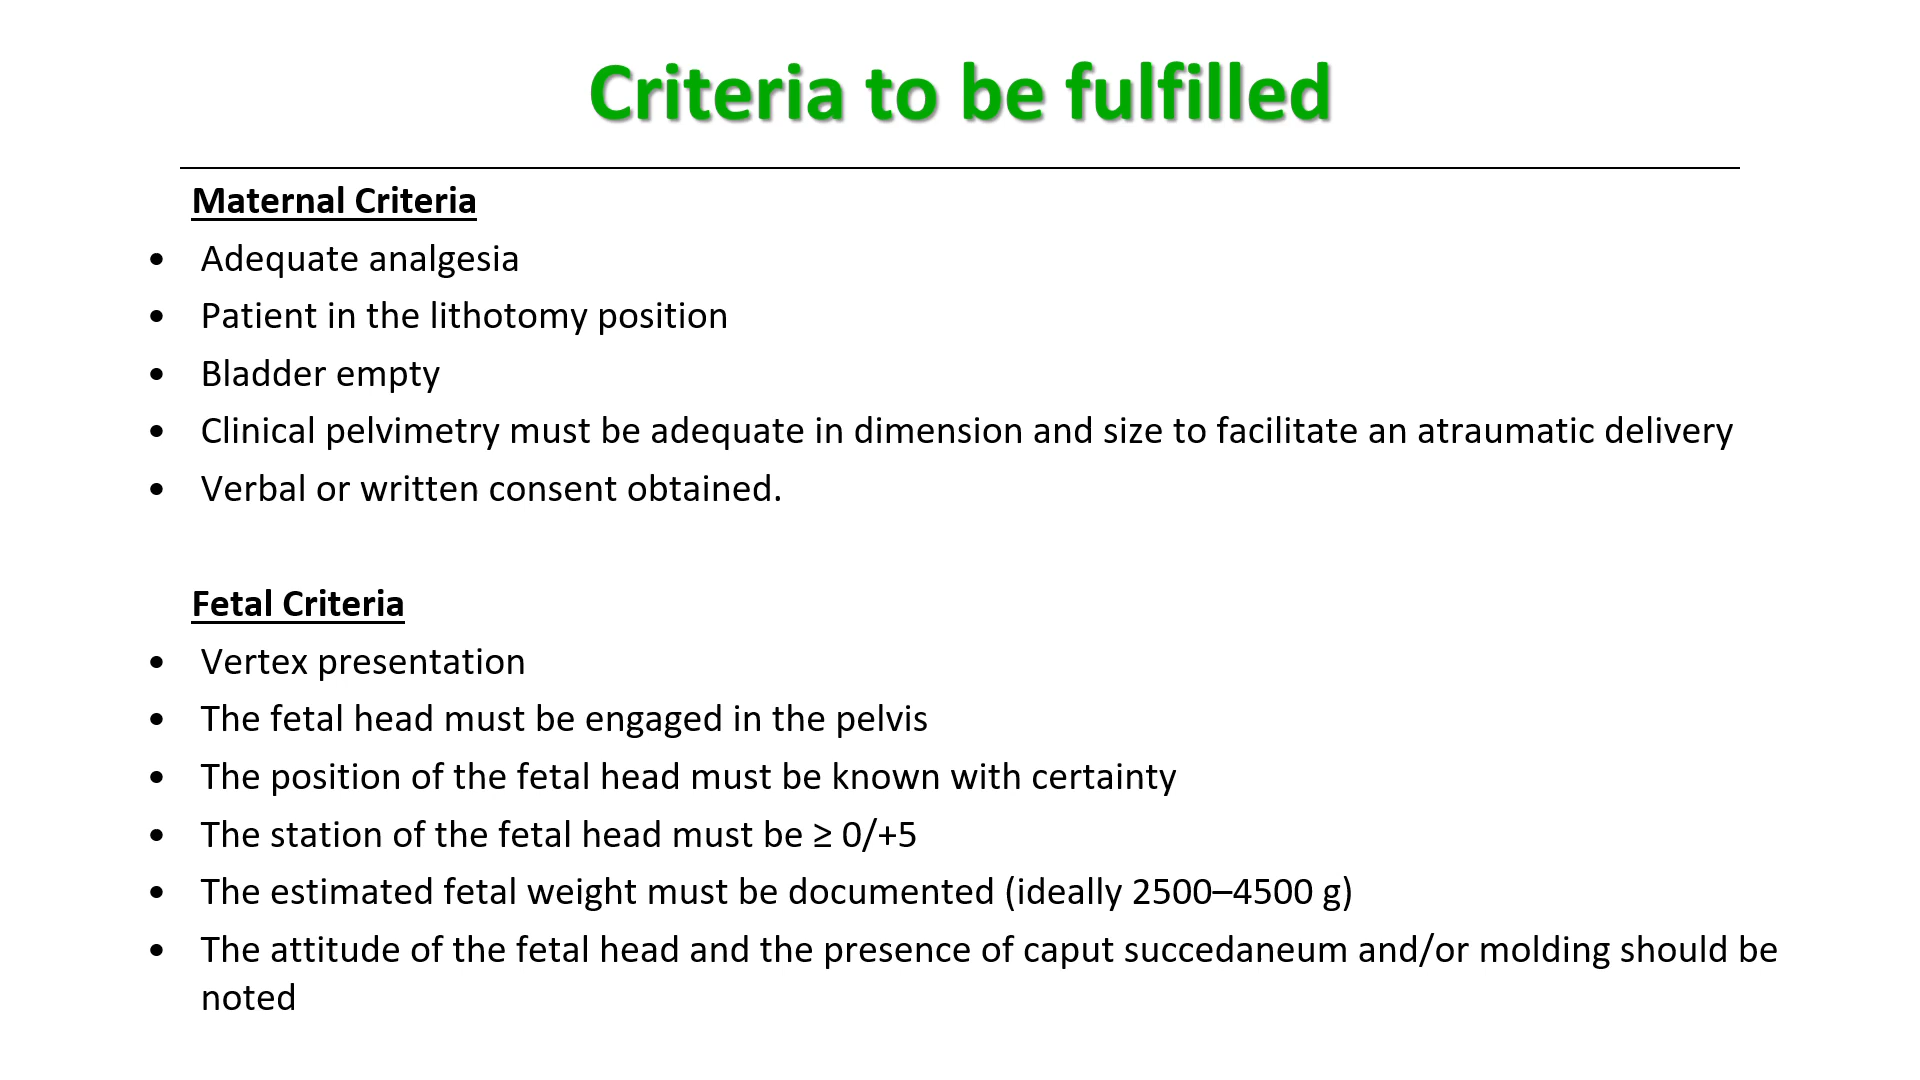 Criteria to be fulfilled
Maternal Criteria
• Adequate analgesia
• Patient in the lithotomy position
• Bladder empty
• Clinical pelvimetry must be adequate in dimension and size to facilitate an atraumatic delivery
• Verbal or written consent obtained.
Fetal Criteria
• Vertex presentation
• The fetal head must be engaged in the pelvis
• The position of the fetal head must be known with certainty
• The station of the fetal head must be ≥ 0/+5
• The estimated fetal weight must be documented (ideally 2500–4500 g)
• The attitude of the fetal head and the presence of caput succedaneum and/or molding should be
noted